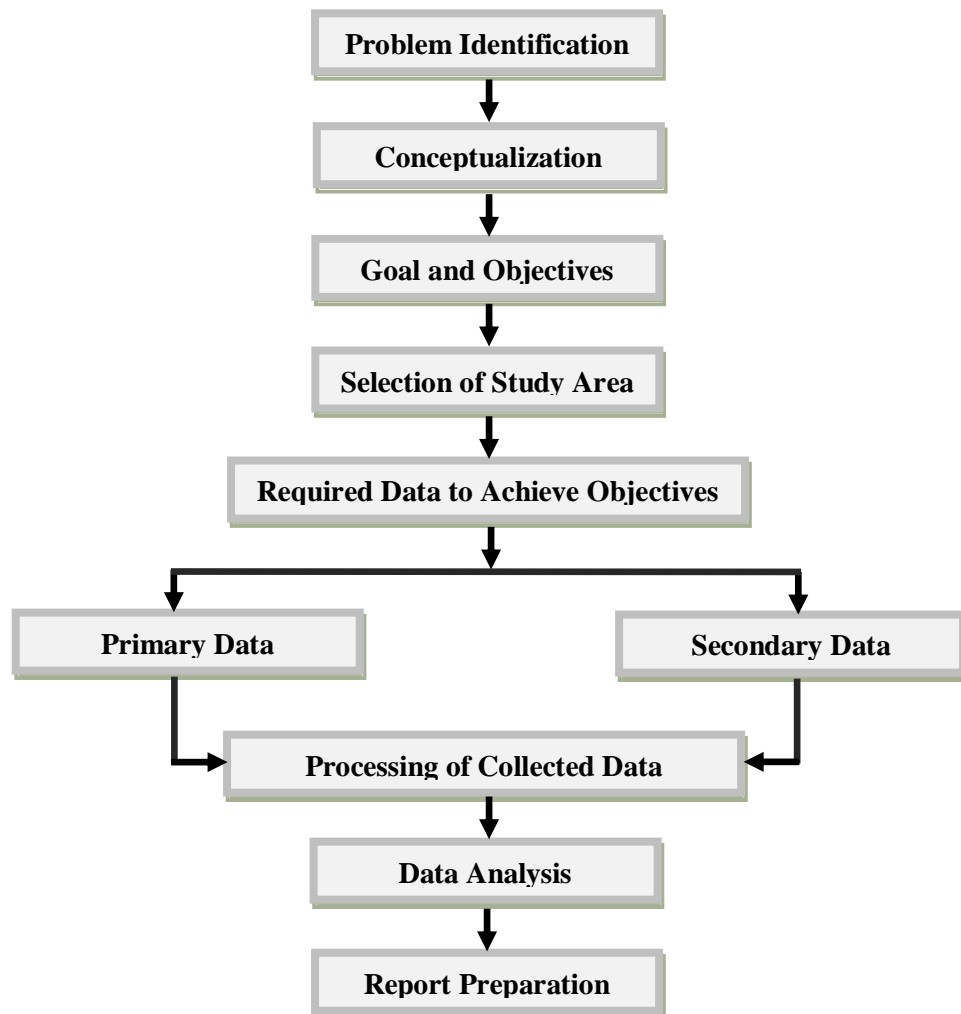 Problem Identification
Conceptualization
Goal and Objectives
Selection of Study Area
Required Data to Achieve Objectives
Primary Data
Secondary Data
Processing of Collected Data
Data Analysis
Report Preparation